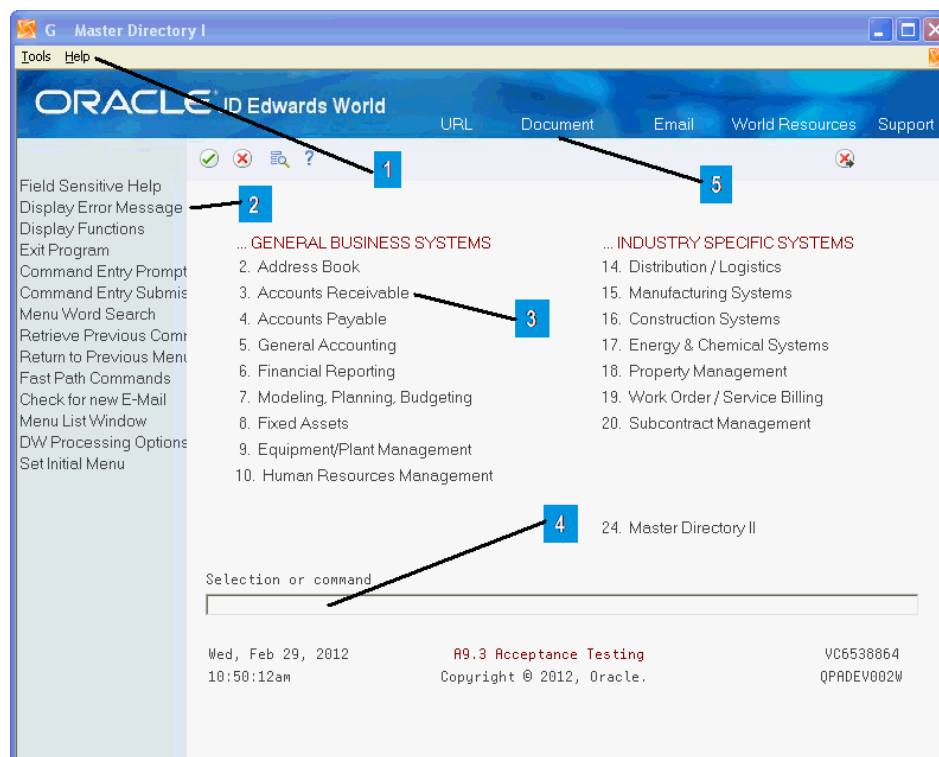 G Master Directory I
Tools Help
ORACLE JD Edwards World
URL Document Email World Resources Support
1
5
2
3
4
Field Sensitive Help
Display Error Message
Display Functions
Exit Program
Command Entry Prompt
Command Entry Submis
Menu Word Search
Retrieve Previous Comm
Return to Previous Menu
Fast Path Commands
Check for new E-Mail
Menu List Window
DW Processing Options
Set Initial Menu
... GENERAL BUSINESS SYSTEMS
2. Address Book
3. Accounts Receivable
4. Accounts Payable
5. General Accounting
6. Financial Reporting
7. Modeling, Planning, Budgeting
8. Fixed Assets
9. Equipment/Plant Management
10. Human Resources Management
... INDUSTRY SPECIFIC SYSTEMS
14. Distribution / Logistics
15. Manufacturing Systems
16. Construction Systems
17. Energy & Chemical Systems
18. Property Management
19. Work Order / Service Billing
20. Subcontract Management
24. Master Directory II
Selection or command
Wed, Feb 29, 2012 A9.3 Acceptance Testing VC6538864
10:50:12am Copyright © 2012, Oracle. QPADEV002W